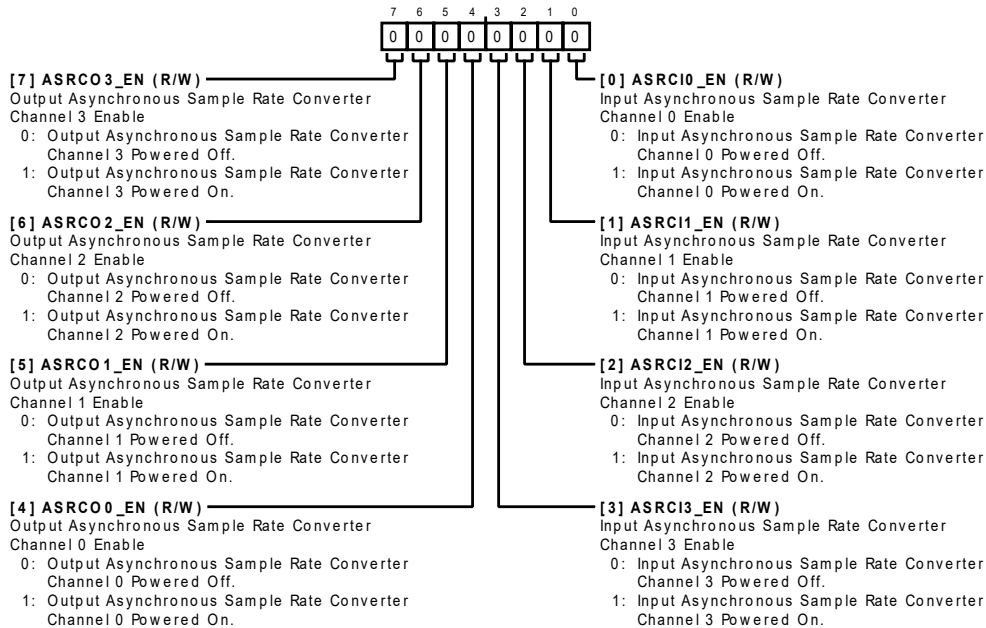 7 6 5 4 3 2 1 0
0 0 0 0 0 0 0 0
[7] ASRCO3_EN (R/W)
Output Asynchronous Sample Rate Converter
Channel 3 Enable
0: Output Asynchronous Sample Rate Converter
Channel 3 Powered Off.
1: Output Asynchronous Sample Rate Converter
Channel 3 Powered On.
[6] ASRCO2_EN (R/W)
Output Asynchronous Sample Rate Converter
Channel 2 Enable
0: Output Asynchronous Sample Rate Converter
Channel 2 Powered Off.
1: Output Asynchronous Sample Rate Converter
Channel 2 Powered On.
[5] ASRCO1_EN (R/W)
Output Asynchronous Sample Rate Converter
Channel 1 Enable
0: Output Asynchronous Sample Rate Converter
Channel 1 Powered Off.
1: Output Asynchronous Sample Rate Converter
Channel 1 Powered On.
[4] ASRCO0_EN (R/W)
Output Asynchronous Sample Rate Converter
Channel 0 Enable
0: Output Asynchronous Sample Rate Converter
Channel 0 Powered Off.
1: Output Asynchronous Sample Rate Converter
Channel 0 Powered On.
[0] ASRCI0_EN (R/W)
Input Asynchronous Sample Rate Converter
Channel 0 Enable
0: Input Asynchronous Sample Rate Converter
Channel 0 Powered Off.
1: Input Asynchronous Sample Rate Converter
Channel 0 Powered On.
[1] ASRCI1_EN (R/W)
Input Asynchronous Sample Rate Converter
Channel 1 Enable
0: Input Asynchronous Sample Rate Converter
Channel 1 Powered Off.
1: Input Asynchronous Sample Rate Converter
Channel 1 Powered On.
[2] ASRCI2_EN (R/W)
Input Asynchronous Sample Rate Converter
Channel 2 Enable
0: Input Asynchronous Sample Rate Converter
Channel 2 Powered Off.
1: Input Asynchronous Sample Rate Converter
Channel 2 Powered On.
[3] ASRCI3_EN (R/W)
Input Asynchronous Sample Rate Converter
Channel 3 Enable
0: Input Asynchronous Sample Rate Converter
Channel 3 Powered Off.
1: Input Asynchronous Sample Rate Converter
Channel 3 Powered On.